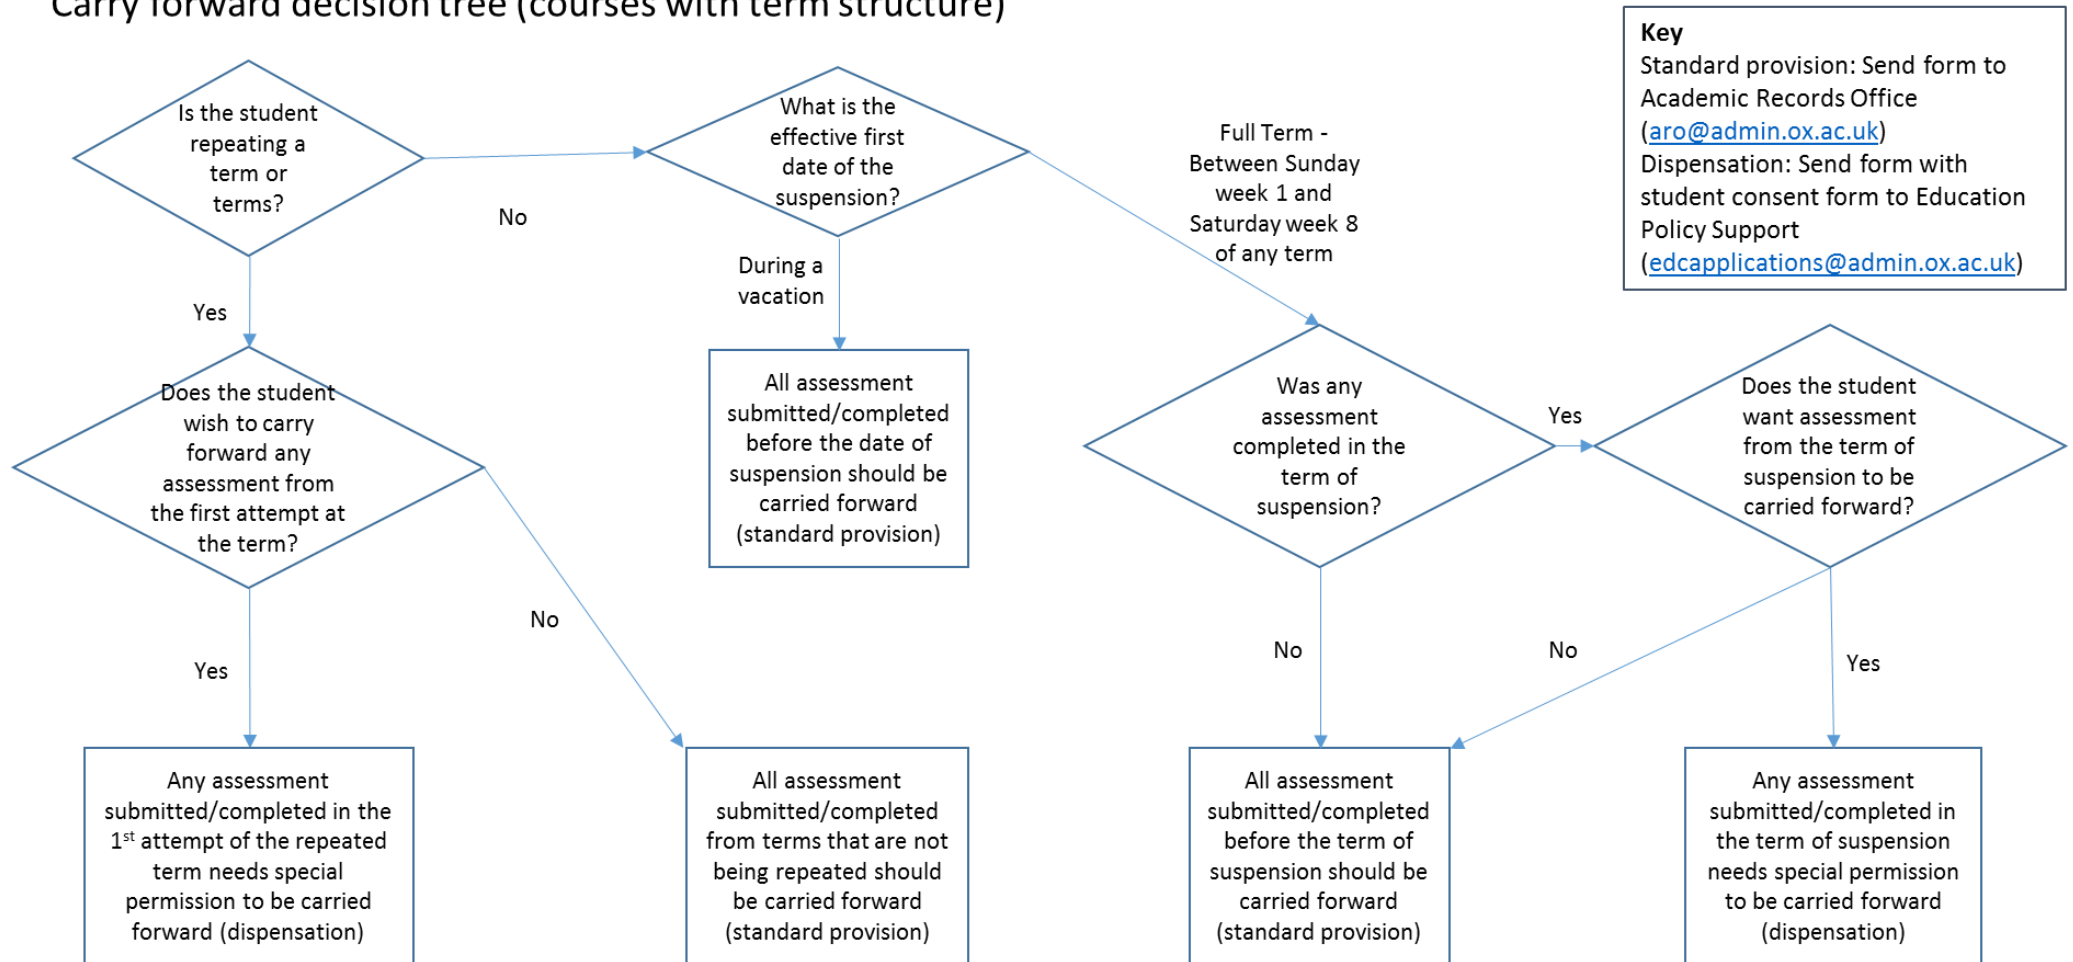 Carry forward decision tree (courses with term structure)
Key
Standard provision: Send form to
Academic Records Office
(aro@admin.ox.ac.uk)
Dispensation: Send form with
student consent form to Education
Policy Support
(edcapplications@admin.ox.ac.uk)
Is the student
repeating a
term or
terms?
No
What is the
effective first
date of the
suspension?
Full Term -
Between Sunday
week 1 and
Saturday week 8
of any term
During a
vacation
Yes
Does the student
wish to carry
forward any
assessment from
the first attempt at
the term?
All assessment
submitted/completed
before the date of
suspension should be
carried forward
(standard provision)
Was any
assessment
completed in the
term of
suspension?
Yes
Does the student
want assessment
from the term of
suspension to be
carried forward?
No
Yes
No
No
Yes
Any assessment
submitted/completed in the
1st attempt of the repeated
term needs special
permission to be carried
forward (dispensation)
All assessment
submitted/completed
from terms that are not
being repeated should
be carried forward
(standard provision)
All assessment
submitted/completed
before the term of
suspension should be
carried forward
(standard provision)
Any assessment
submitted/completed in
the term of suspension
needs special permission
to be carried forward
(dispensation)